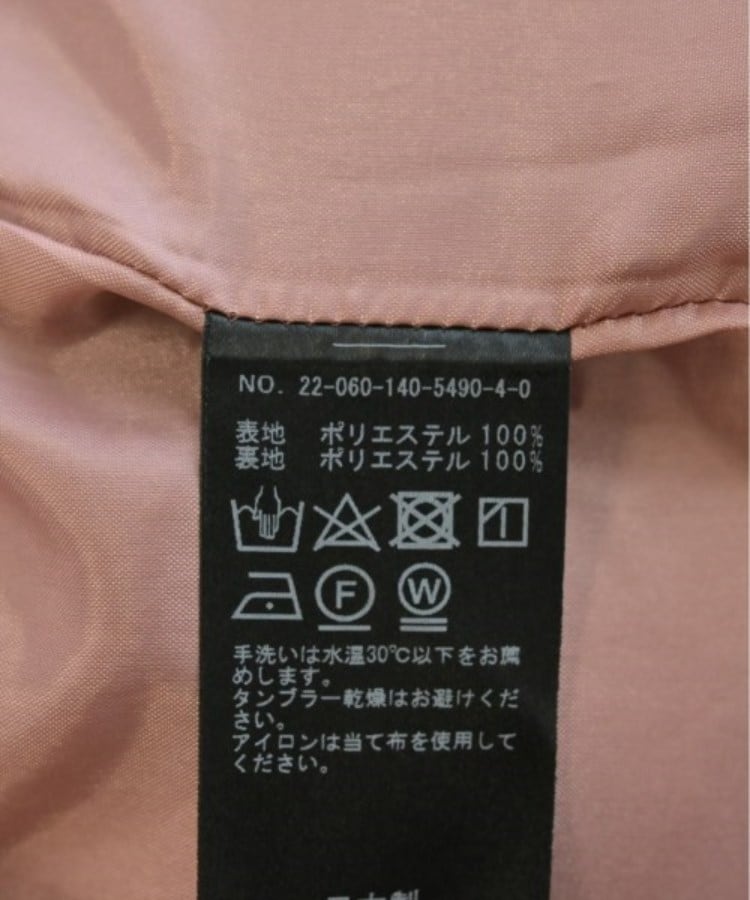 NO. 22-060-140-5490-4-0
表地 ポリエステル 100%
裏地 ポリエステル 100%
F W
手洗いは水温30℃以下をお薦
めします。
タンブラー乾燥はお避けくだ
さい。
アイロンは当て布を使用して
ください。